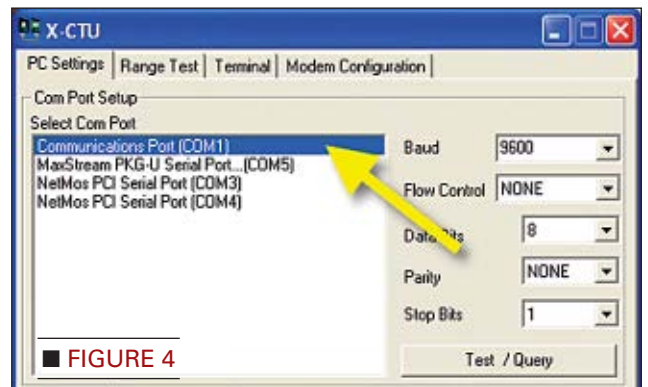 X-CTU
PC Settings Range Test Terminal Modem Configuration
Com Port Setup
Select Com Port
Communications Port (COM1)
MaxStream PKG-U Serial Port...(COM5)
NetMos PCI Serial Port (COM3)
NetMos PCI Serial Port (COM4)
Baud 9600
Flow Control NONE
Data Bits 8
Parity NONE
Stop Bits 1
Test / Query
■ FIGURE 4